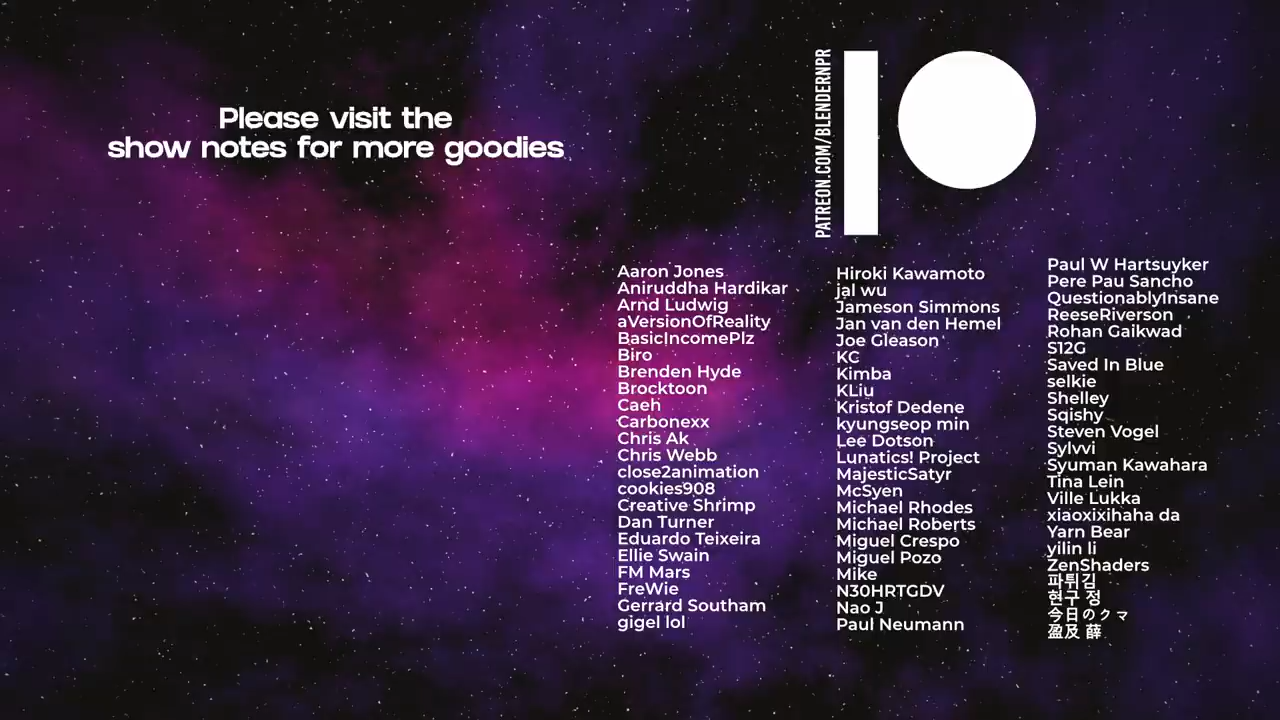 Please visit the
show notes for more goodies
PATREON.COM/BLENDERNPR
Aaron Jones
Aniruddha Hardikar
Arnd Ludwig
aVersionOfReality
BasicIncomePlz
Biro
Brenden Hyde
Brocktoon
Caeh
Carbonexx
Chris Ak
Chris Webb
close2animation
cookies908
Creative Shrimp
Dan Turner
Eduardo Teixeira
Ellie Swain
FM Mars
FreWie
Gerrard Southam
gigel lol
Hiroki Kawamoto
jal wu
Jameson Simmons
Jan van den Hemel
Joe Gleason
KC
Kimba
KLiu
Kristof Dedene
kyungseop min
Lee Dotson
Lunatics! Project
MajesticSatyr
McSyen
Michael Rhodes
Michael Roberts
Miguel Crespo
Miguel Pozo
Mike
N30HRTGDV
Nao J
Paul Neumann
Paul W Hartsuyker
Pere Pau Sancho
QuestionablyInsane
ReeseRiverson
Rohan Gaikwad
S12G
Saved In Blue
selkie
Shelley
Sqishy
Steven Vogel
Sylvvi
Syuman Kawahara
Tina Lein
Ville Lukka
xiaoxixihaha da
Yarn Bear
yilin li
ZenShaders
파튀김
현구 정
今日のクマ
盈及 薛